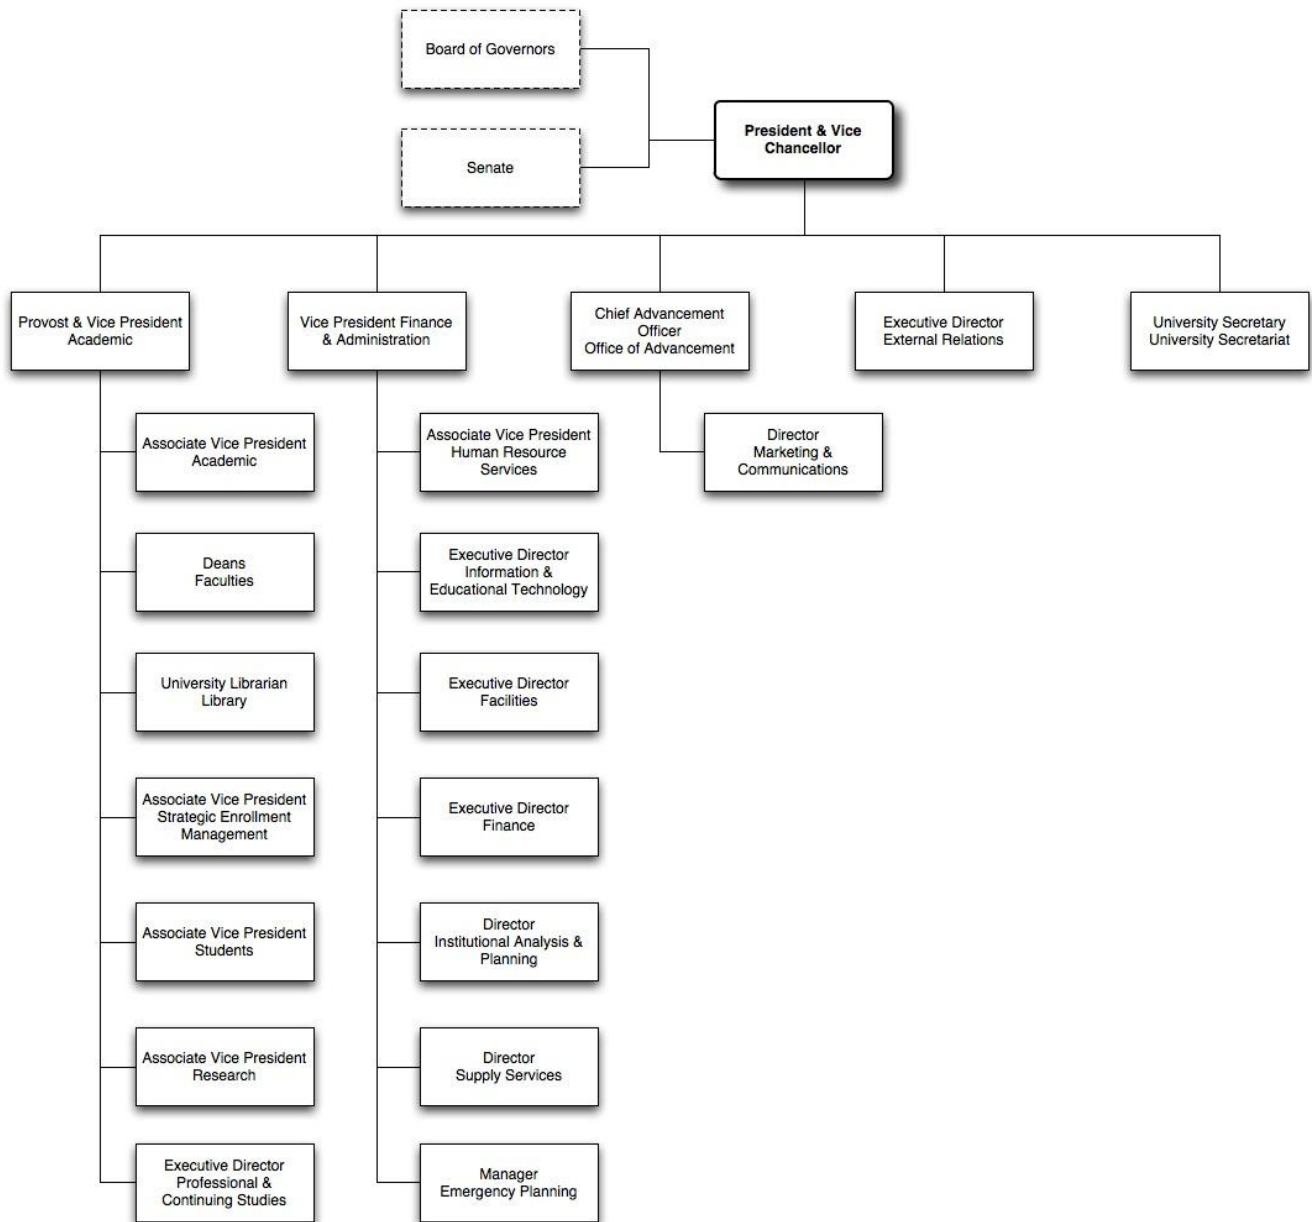 Board of Governors
President & Vice
Chancellor
Senate
Provost & Vice President
Academic
Vice President Finance
& Administration
Chief Advancement
Officer
Office of Advancement
Executive Director
External Relations
University Secretary
University Secretariat
Associate Vice President
Academic
Associate Vice President
Human Resource
Services
Director
Marketing &
Communications
Deans
Faculties
Executive Director
Information &
Educational Technology
University Librarian
Library
Executive Director
Facilities
Associate Vice President
Strategic Enrollment
Management
Executive Director
Finance
Associate Vice President
Students
Director
Institutional Analysis &
Planning
Associate Vice President
Research
Director
Supply Services
Executive Director
Professional &
Continuing Studies
Manager
Emergency Planning